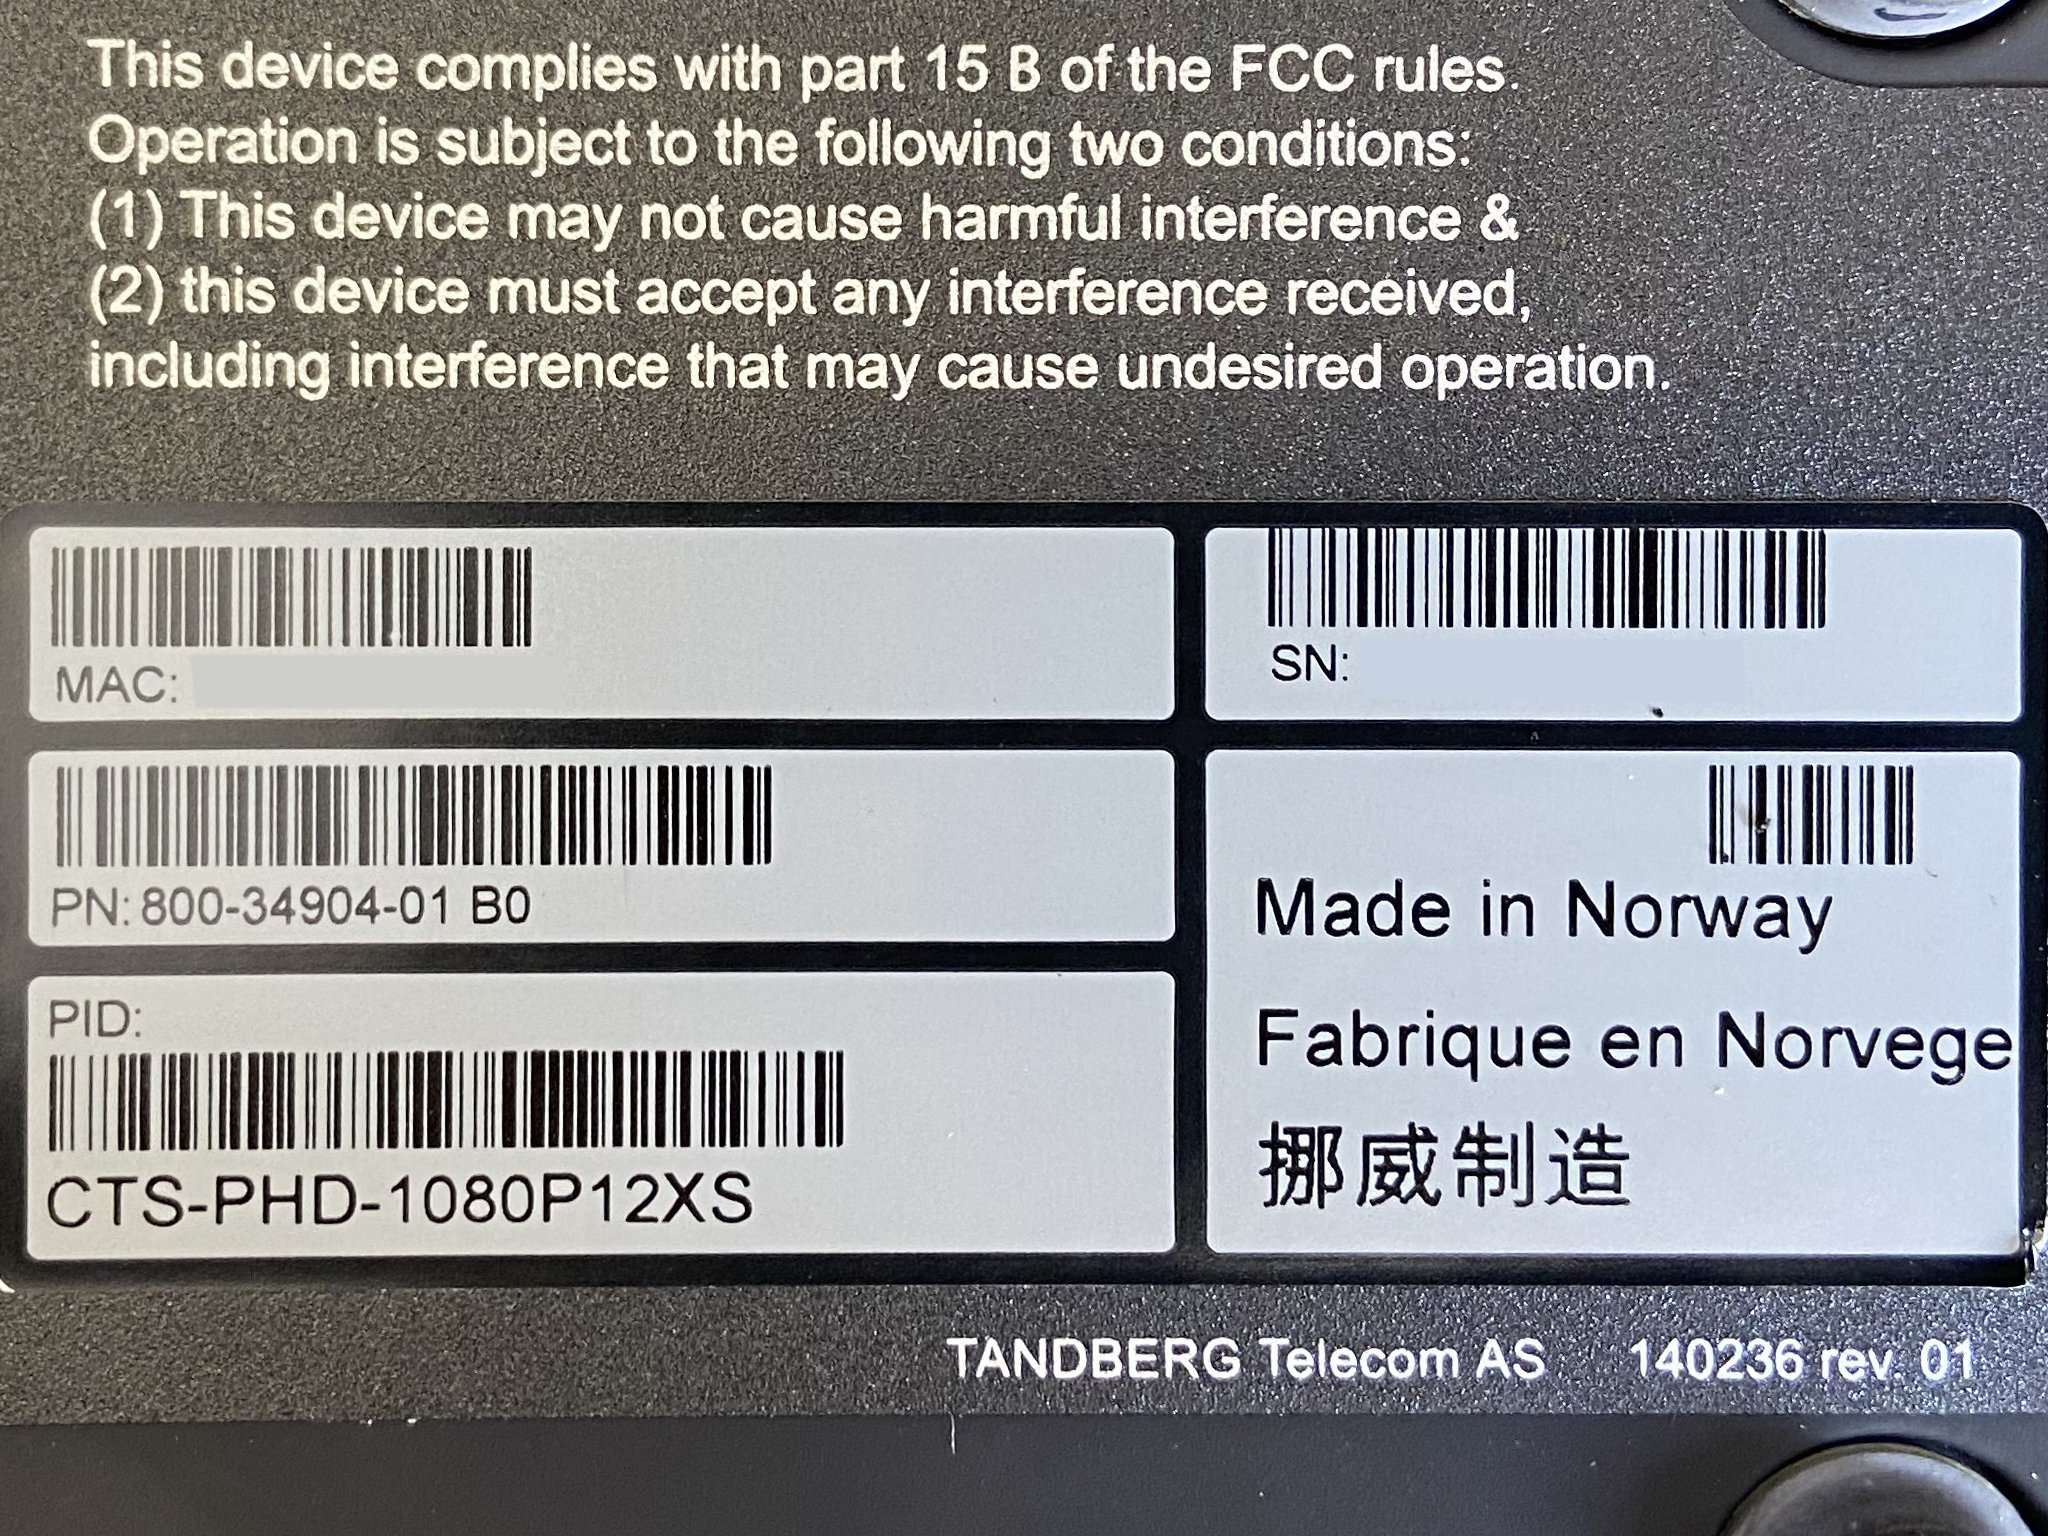 This device complies with part 15 B of the FCC rules.
Operation is subject to the following two conditions:
(1) This device may not cause harmful interference &
(2) this device must accept any interference received,
including interference that may cause undesired operation.
MAC:
SN:
PN: 800-34904-01 B0
PID:
CTS-PHD-1080P12XS
Made in Norway
Fabrique en Norvege
挪威制造
TANDBERG Telecom AS 140236 rev. 01